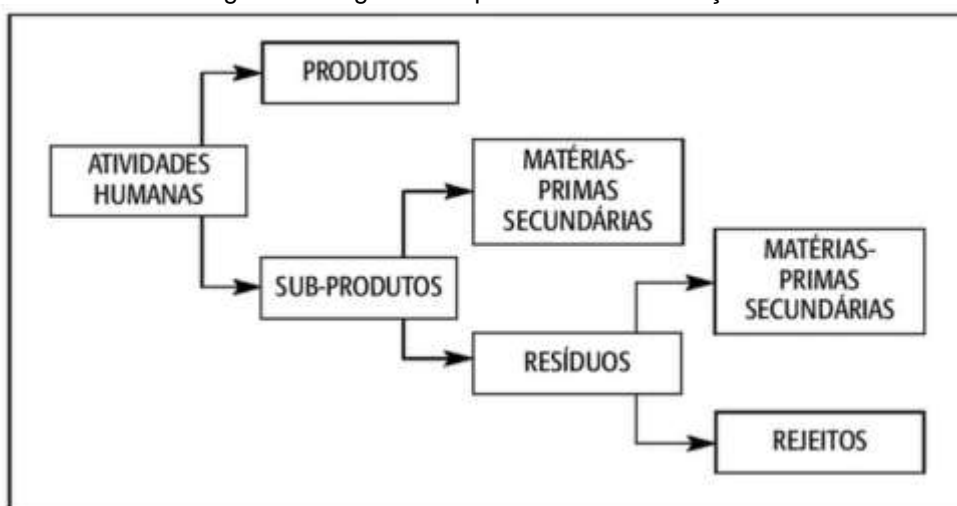 PRODUTOS
ATIVIDADES
HUMANAS
MATÉRIAS-
PRIMAS
SECUNDÁRIAS
SUB-PRODUTOS
MATÉRIAS-
PRIMAS
SECUNDÁRIAS
RESÍDUOS
REJEITOS